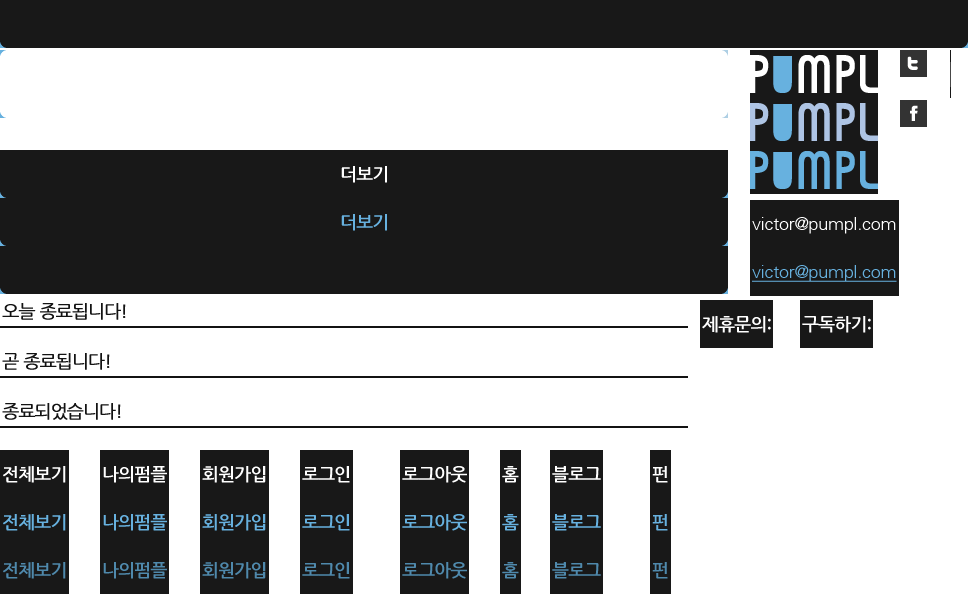 PUMPL
PUMPL
PUMPL
더보기
더보기
victor@pumpl.com
victor@pumpl.com
오늘 종료됩니다!
제휴문의: 구독하기:
곧 종료됩니다!
종료되었습니다!
전체보기 나의펌플 회원가입 로그인 로그아웃 홈 블로그 펀
전체보기 나의펌플 회원가입 로그인 로그아웃 홈 블로그 펀
전체보기 나의펌플 회원가입 로그인 로그아웃 홈 블로그 펀